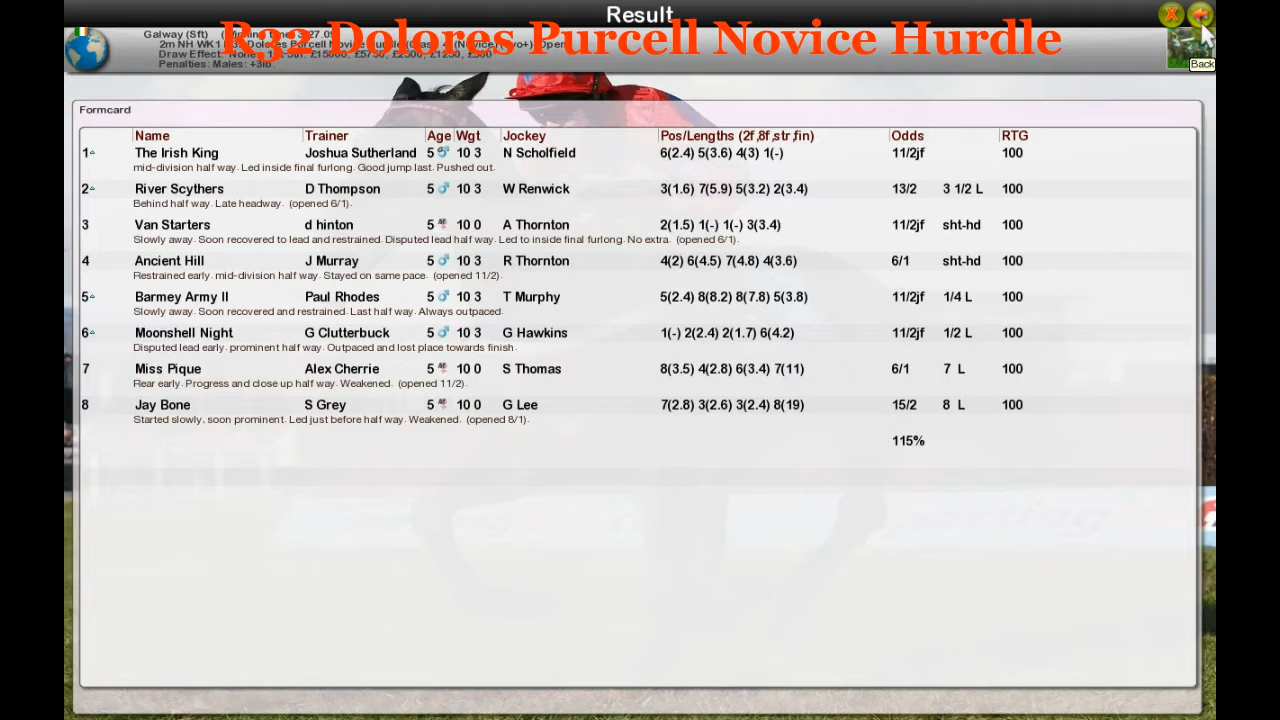 Result
R33 Dolores Purcell Novice Hurdle
Galway (Sft)
2m NH WK1
Penalties: Males: +3lb.
Back
Formcard
Name Trainer Age Wgt Jockey Pos/Lengths (2f,8f,str,fin) Odds RTG
1 The Irish King Joshua Sutherland 5 10 3 N Scholfield 6(2.4) 5(3.6) 4(3) 1(-) 11/2jf 100
mid-division half way. Led inside final furlong. Good jump last. Pushed out.
2 River Scythers D Thompson 5 10 3 W Renwick 3(1.6) 7(5.9) 5(3.2) 2(3.4) 13/2 3 1/2 L 100
Behind half way. Late headway. (opened 6/1).
3 Van Starters d hinton 5 10 0 A Thornton 2(1.5) 1(-) 1(-) 3(3.4) 11/2jf sht-hd 100
Slowly away. Soon recovered to lead and restrained. Disputed lead half way. Led to inside final furlong. No extra. (opened 6/1).
4 Ancient Hill J Murray 5 10 3 R Thornton 4(2) 6(4.5) 7(4.8) 4(3.6) 6/1 sht-hd 100
Restrained early. mid-division half way. Stayed on same pace. (opened 11/2).
5 Barmey Army II Paul Rhodes 5 10 3 T Murphy 5(2.4) 8(8.2) 8(7.8) 5(3.8) 11/2jf 1/4 L 100
Slowly away. Soon recovered and restrained. Last half way. Always outpaced.
6 Moonshell Night G Clutterbuck 5 10 3 G Hawkins 1(-) 2(2.4) 2(1.7) 6(4.2) 11/2jf 1/2 L 100
Disputed lead early. prominent half way. Outpaced and lost place towards finish.
7 Miss Pique Alex Cherrie 5 10 0 S Thomas 8(3.5) 4(2.8) 6(3.4) 7(11) 6/1 7 L 100
Rear early. Progress and close up half way. Weakened. (opened 11/2).
8 Jay Bone S Grey 5 10 0 G Lee 7(2.8) 3(2.6) 3(2.4) 8(19) 15/2 8 L 100
Started slowly, soon prominent. Led just before half way. Weakened. (opened 8/1).
115%